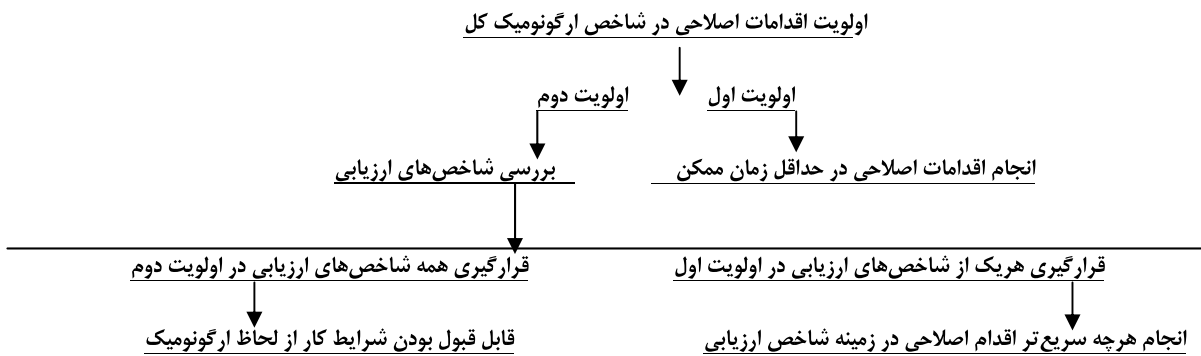 اولویت اقدامات اصلاحی در شاخص ارگونومیک کل
اولویت اول
اولویت دوم
انجام اقدامات اصلاحی در حداقل زمان ممکن
بررسی شاخص‌های ارزیابی
قرارگیری هریک از شاخص‌های ارزیابی در اولویت اول
قرارگیری همه شاخص‌های ارزیابی در اولویت دوم
انجام هرچه سریع‌تر اقدام اصلاحی در زمینه شاخص ارزیابی
قابل قبول بودن شرایط کار از لحاظ ارگونومیک